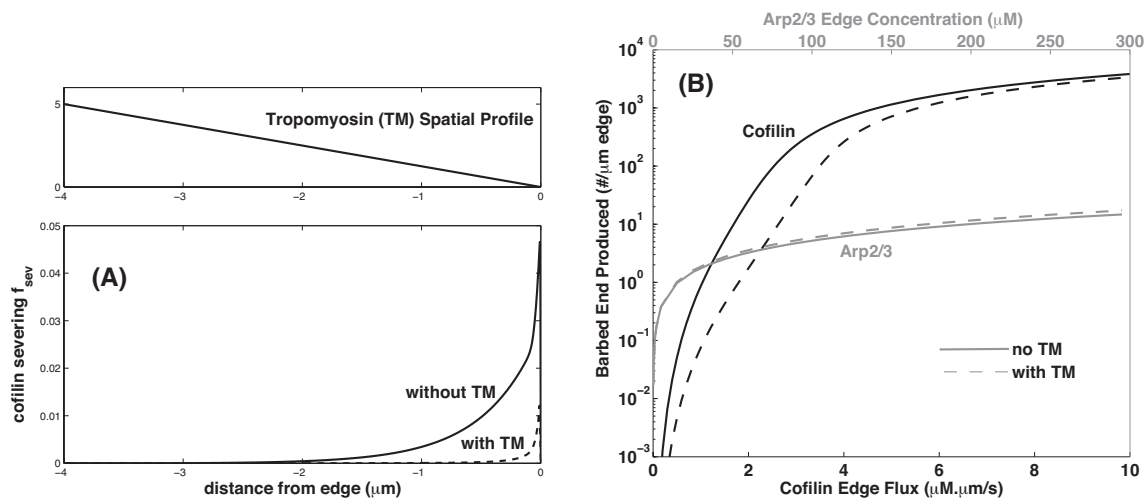 5
Tropomyosin (TM) Spatial Profile
0
−4 −3 −2 −1 0
0.05
0.04
0.03
0.02
0.01
0
cofilin severing f_sev
(A)
without TM
with TM
−4 −3 −2 −1 0
distance from edge (μm)
Arp2/3 Edge Concentration (μM)
0 50 100 150 200 250 300
10^4
10^3
10^2
10^1
10^0
10^−1
10^−2
10^−3
Barbed End Produced (#/μm edge)
(B)
Cofilin
Arp2/3
no TM
with TM
0 2 4 6 8 10
Cofilin Edge Flux (μM.μm/s)